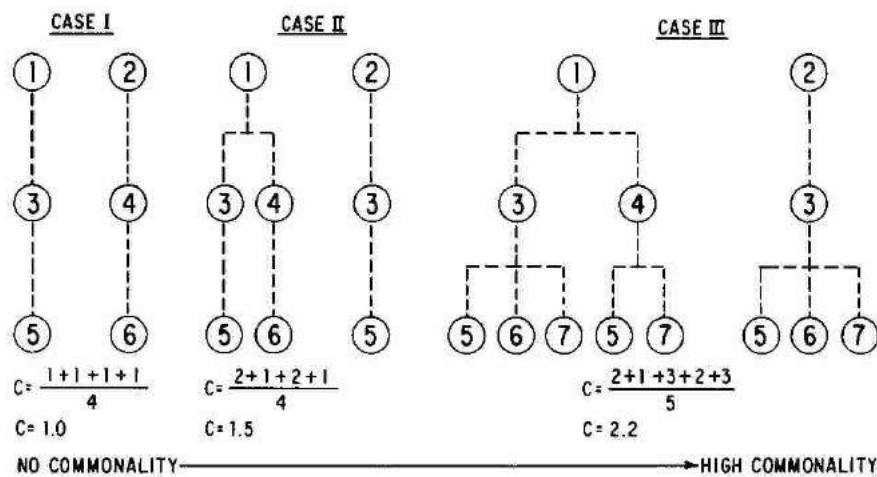 CASE I CASE II CASE III
1 2 1 2 1 2
3 4 3 4 3 3 4 3
5 6 5 6 5 5 6 7 5 7 5 6 7
C= 1+1+1+1 / 4 C= 2+1+2+1 / 4 C= 2+1+3+2+3 / 5
C= 1.0 C= 1.5 C= 2.2
NO COMMONALITY HIGH COMMONALITY